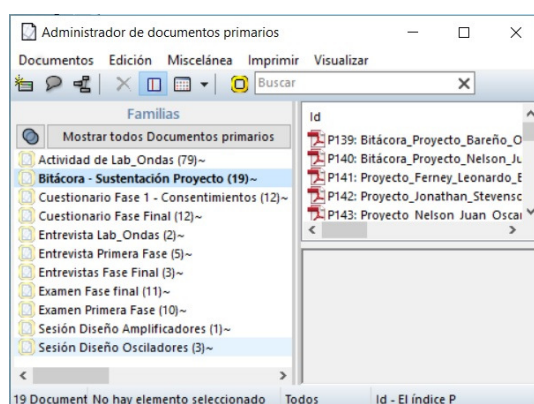 Administrador de documentos primarios
Documentos Edición Miscelánea Imprimir Visualizar
Buscar
Familias
Mostrar todos Documentos primarios
Actividad de Lab_Ondas (79)~
Bitácora - Sustentación Proyecto (19)~
Cuestionario Fase 1 - Consentimientos (12)~
Cuestionario Fase Final (12)~
Entrevista Lab_Ondas (2)~
Entrevista Primera Fase (5)~
Entrevistas Fase Final (3)~
Examen Fase final (11)~
Examen Primera Fase (10)~
Sesión Diseño Amplificadores (1)~
Sesión Diseño Osciladores (3)~
Id
P139: Bitácora_Proyecto_Bareño_O
P140: Bitácora_Proyecto_Nelson_Ju
P141: Proyecto_Ferney_Leonardo_E
P142: Proyecto_Jonathan_Stevensc
P143: Proyecto Nelson Juan Oscar
19 Document No hay elemento seleccionado Todos Id - El índice P